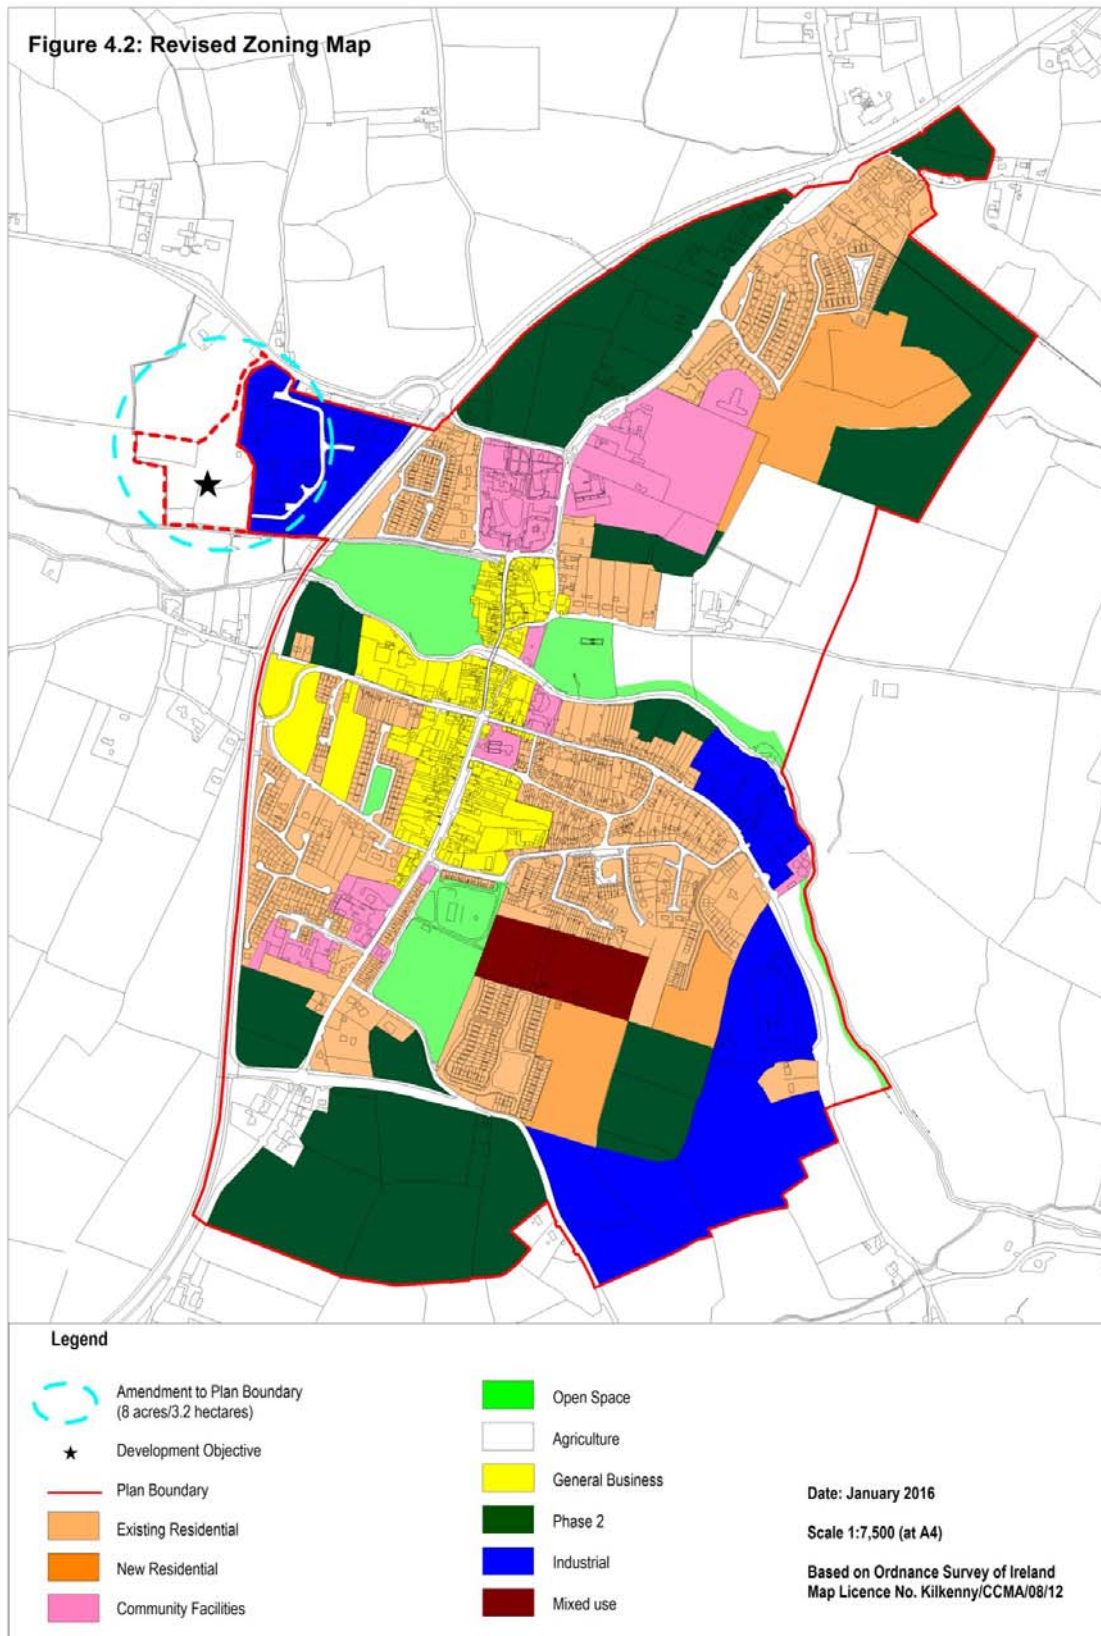 Figure 4.2: Revised Zoning Map
Legend
Amendment to Plan Boundary
(8 acres/3.2 hectares)
Development Objective
Plan Boundary
Existing Residential
New Residential
Community Facilities
Open Space
Agriculture
General Business
Phase 2
Industrial
Mixed use
Date: January 2016
Scale 1:7,500 (at A4)
Based on Ordnance Survey of Ireland
Map Licence No. Kilkenny/CCMA/08/12